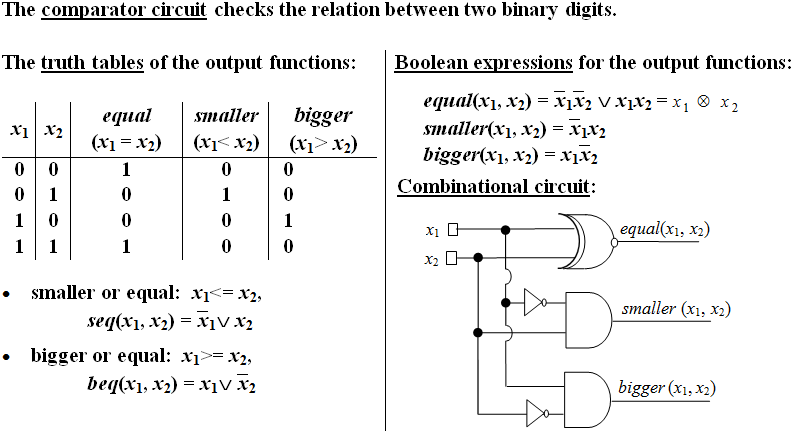 The comparator circuit checks the relation between two binary digits.
The truth tables of the output functions:
x₁ x₂ equal (x₁ = x₂) smaller (x₁< x₂) bigger (x₁> x₂)
0 0 1 0 0
0 1 0 1 0
1 0 0 0 1
1 1 1 0 0
• smaller or equal: x₁<= x₂,
seq(x₁, x₂) = x̅₁∨ x₂
• bigger or equal: x₁>= x₂,
beq(x₁, x₂) = x₁∨ x̅₂
Boolean expressions for the output functions:
equal(x₁, x₂) = x̅₁x̅₂ ∨ x₁x₂ = x₁ ⊗ x₂
smaller(x₁, x₂) = x̅₁x₂
bigger(x₁, x₂) = x₁x̅₂
Combinational circuit:
x₁
equal(x₁, x₂)
x₂
smaller (x₁, x₂)
bigger (x₁, x₂)